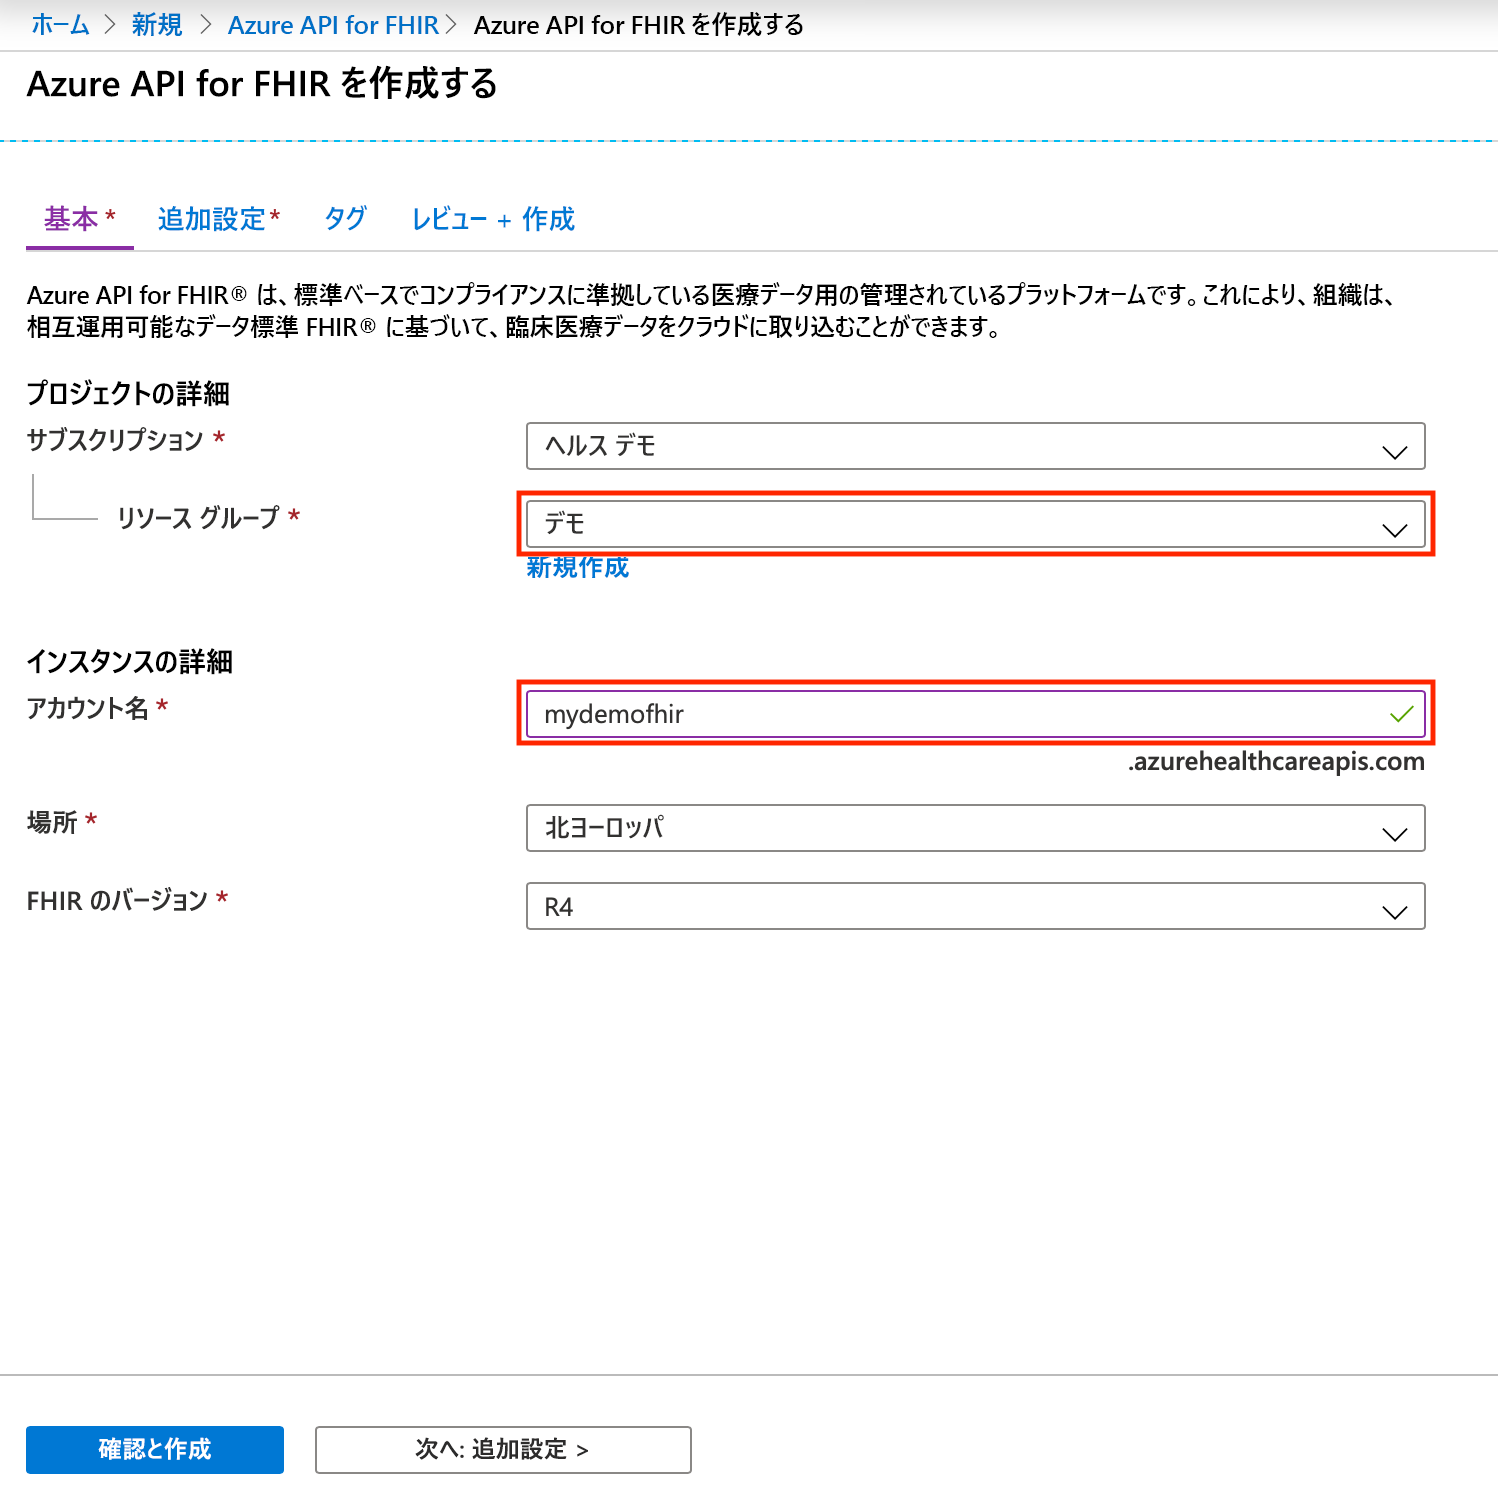 ホーム > 新規 > Azure API for FHIR > Azure API for FHIR を作成する
Azure API for FHIR を作成する
基本 * 追加設定* タグ レビュー + 作成
Azure API for FHIR® は、標準ベースでコンプライアンスに準拠している医療データ用の管理されているプラットフォームです。これにより、組織は、
相互運用可能なデータ標準 FHIR® に基づいて、臨床医療データをクラウドに取り込むことができます。
プロジェクトの詳細
サブスクリプション *
ヘルス デモ
リソース グループ *
デモ
新規作成
インスタンスの詳細
アカウント名 *
mydemofhir
.azurehealthcareapis.com
場所 *
北ヨーロッパ
FHIR のバージョン *
R4
確認と作成
次へ: 追加設定 >